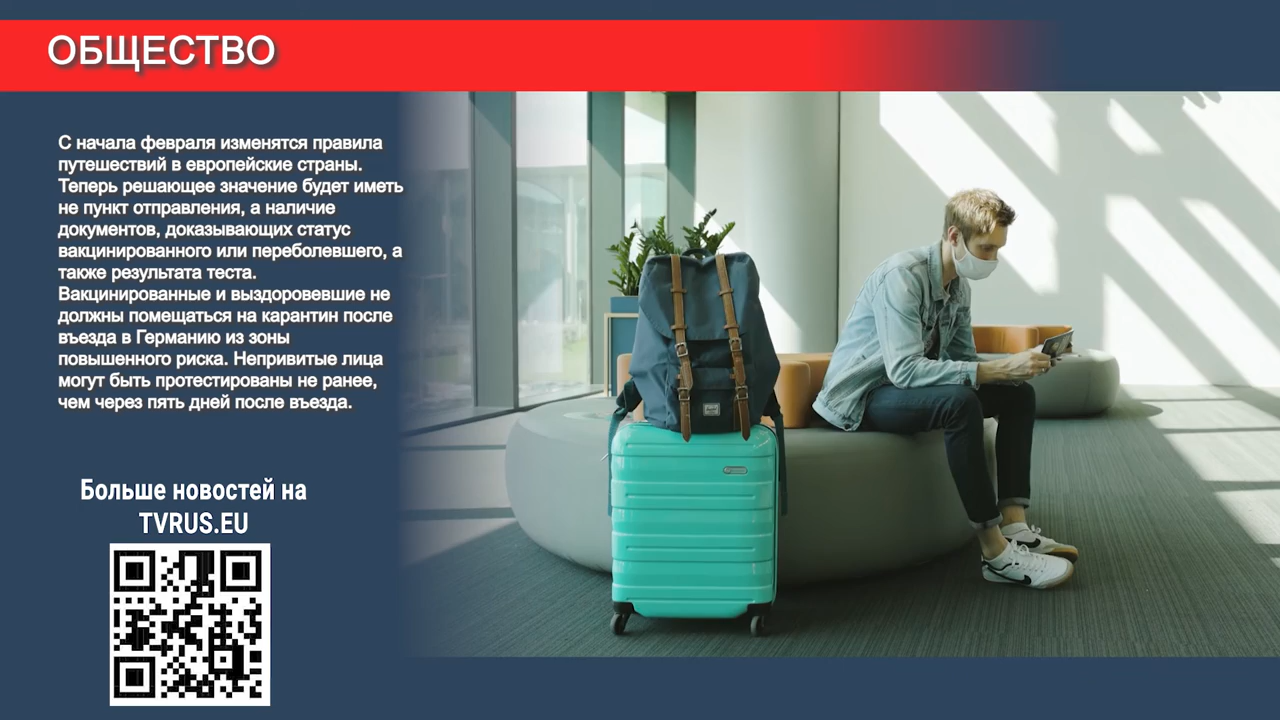 ОБЩЕСТВО
С начала февраля изменятся правила
путешествий в европейские страны.
Теперь решающее значение будет иметь
не пункт отправления, а наличие
документов, доказывающих статус
вакцинированного или переболевшего, а
также результата теста.
Вакцинированные и выздоровевшие не
должны помещаться на карантин после
въезда в Германию из зоны
повышенного риска. Непривитые лица
могут быть протестированы не ранее,
чем через пять дней после въезда.
Больше новостей на
TVRUS.EU